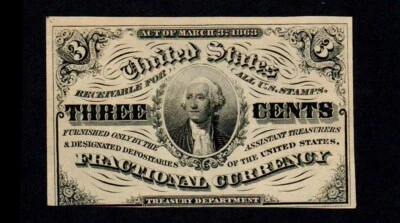 ACT OF MARCH 3; 1863
3 3
United States
RECEIVABLE FOR ALL U.S. STAMPS.
THREE CENTS
FURNISHED ONLY BY THE ASSISTANT TREASURERS
& DESIGNATED DEPOSITARIES OF THE UNITED STATES.
FRACTIONAL CURRENCY
TREASURY DEPARTMENT